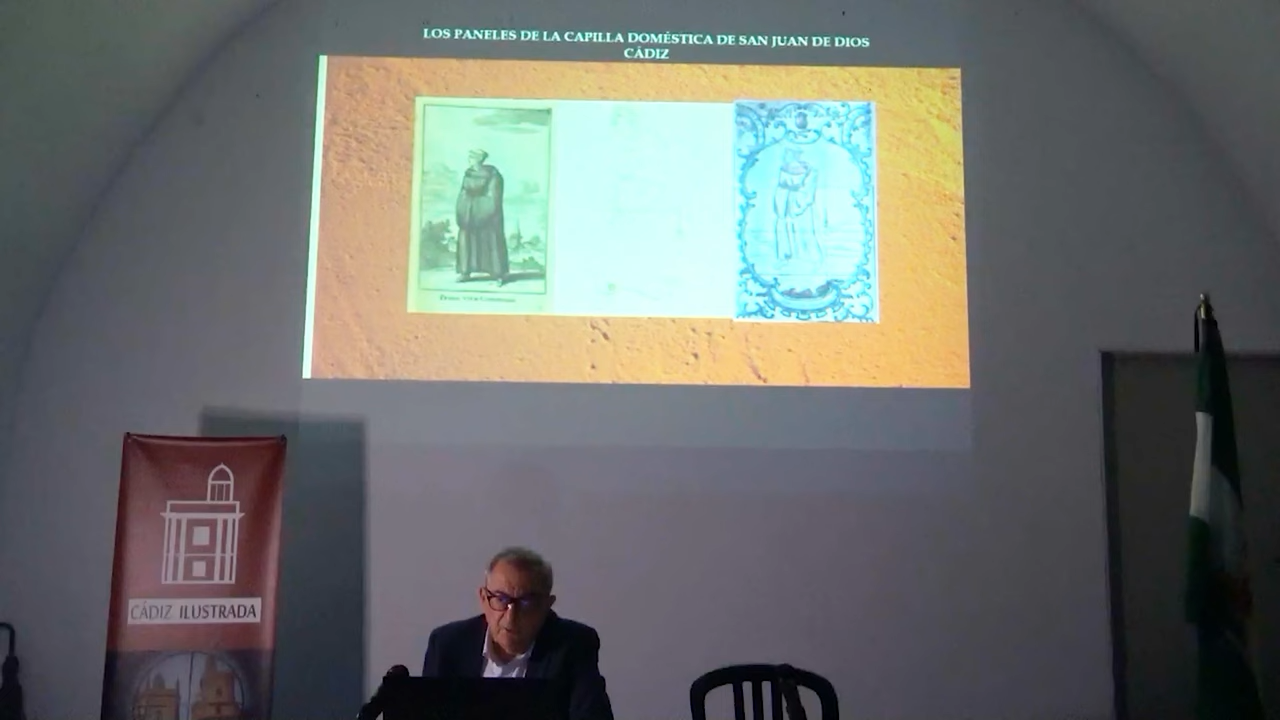 LOS PANELES DE LA CAPILLA DOMÉSTICA DE SAN JUAN DE DIOS
CÁDIZ
CÁDIZ ILUSTRADA